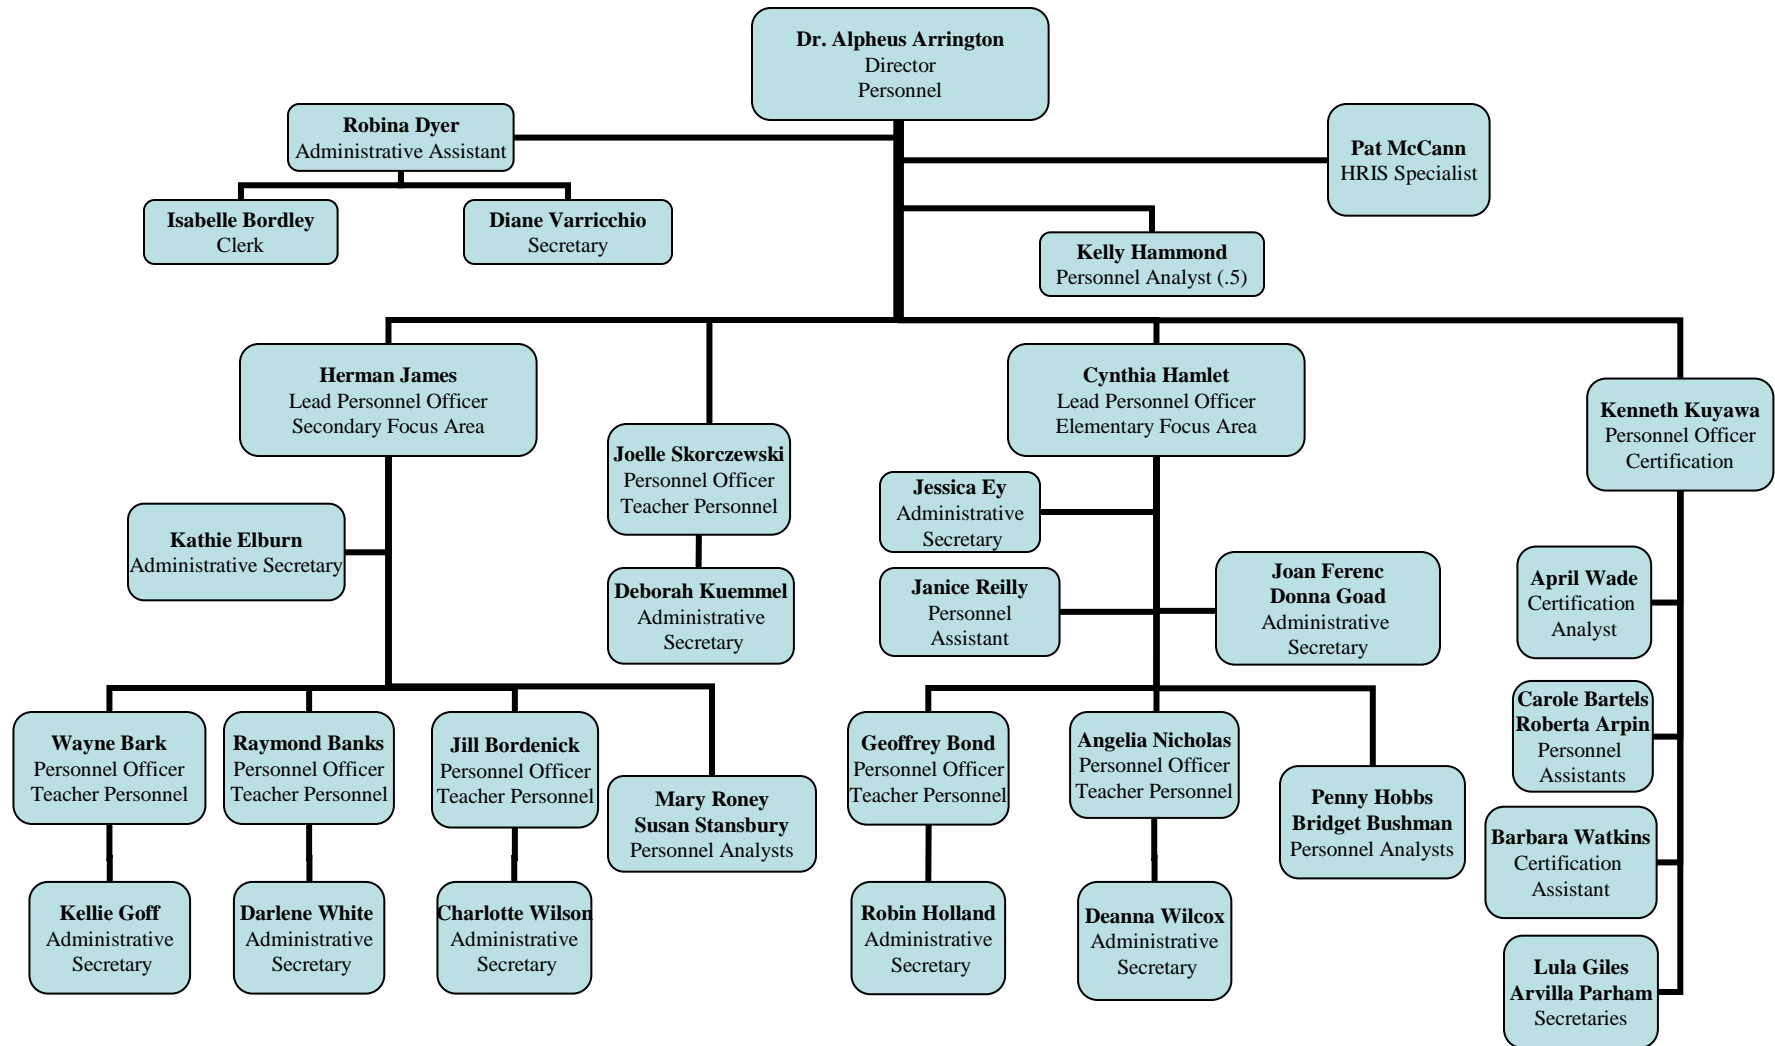 Dr. Alpheus Arrington
Director
Personnel
Robina Dyer
Administrative Assistant
Pat McCann
HRIS Specialist
Isabelle Bordley
Clerk
Diane Varricchio
Secretary
Kelly Hammond
Personnel Analyst (.5)
Herman James
Lead Personnel Officer
Secondary Focus Area
Joelle Skorczewski
Personnel Officer
Teacher Personnel
Cynthia Hamlet
Lead Personnel Officer
Elementary Focus Area
Kenneth Kuyawa
Personnel Officer
Certification
Kathie Elburn
Administrative Secretary
Deborah Kuemmel
Administrative
Secretary
Jessica Ey
Administrative
Secretary
Janice Reilly
Personnel
Assistant
Joan Ferenc
Donna Goad
Administrative
Secretary
April Wade
Certification
Analyst
Carole Bartels
Roberta Arpin
Personnel
Assistants
Barbara Watkins
Certification
Assistant
Lula Giles
Arvilla Parham
Secretaries
Wayne Bark
Personnel Officer
Teacher Personnel
Raymond Banks
Personnel Officer
Teacher Personnel
Jill Bordenick
Personnel Officer
Teacher Personnel
Mary Roney
Susan Stansbury
Personnel Analysts
Geoffrey Bond
Personnel Officer
Teacher Personnel
Angelia Nicholas
Personnel Officer
Teacher Personnel
Penny Hobbs
Bridget Bushman
Personnel Analysts
Kellie Goff
Administrative
Secretary
Darlene White
Administrative
Secretary
Charlotte Wilson
Administrative
Secretary
Robin Holland
Administrative
Secretary
Deanna Wilcox
Administrative
Secretary